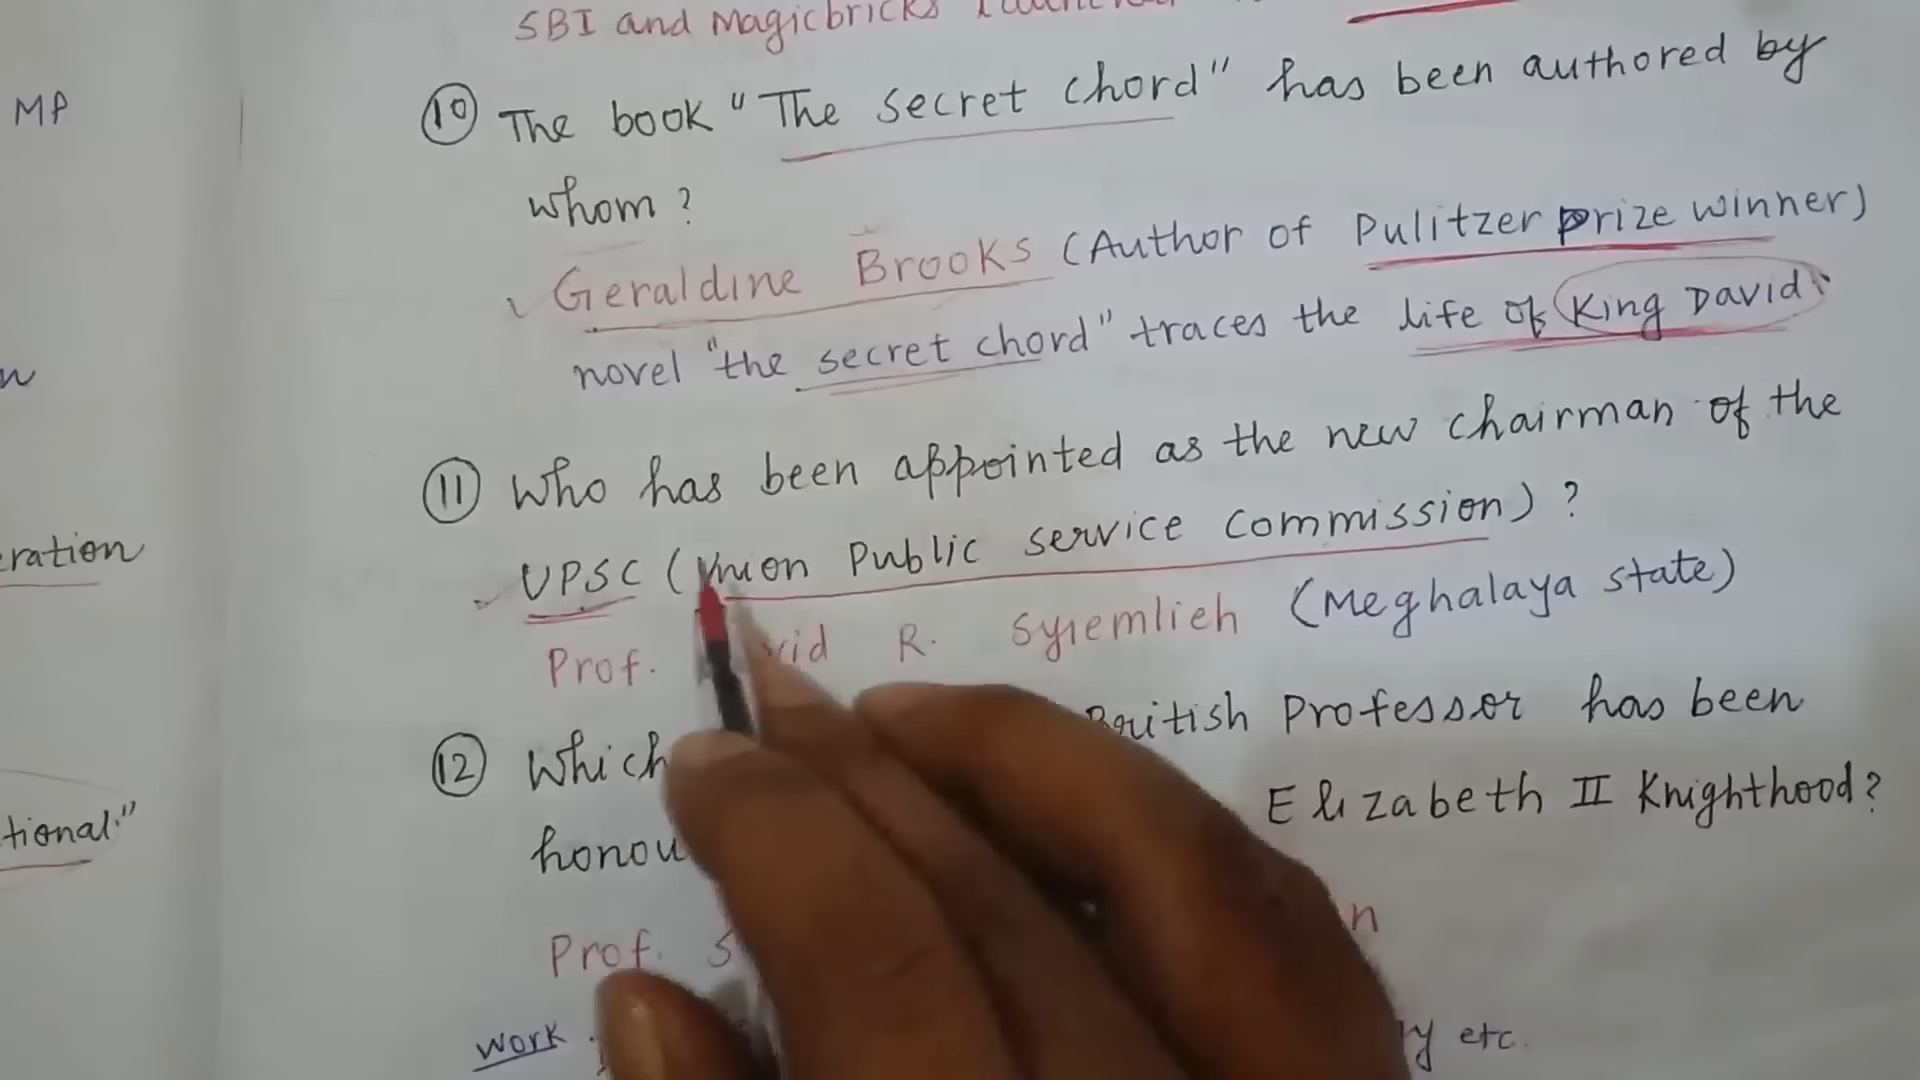 MP
n
eration
tional."
SBI and Magicbricks
(10) The book "The secret chord" has been authored by
whom?
Geraldine Brooks (Author of Pulitzer prize winner)
novel "the secret chord" traces the life of King David.
(11) Who has been appointed as the new chairman of the
UPSC (Union Public service Commission)?
Prof. vid R. Syiemlieh (Meghalaya state)
(12) Which British Professor has been
honou Elizabeth II Knighthood?
Prof. S n
Work y etc.